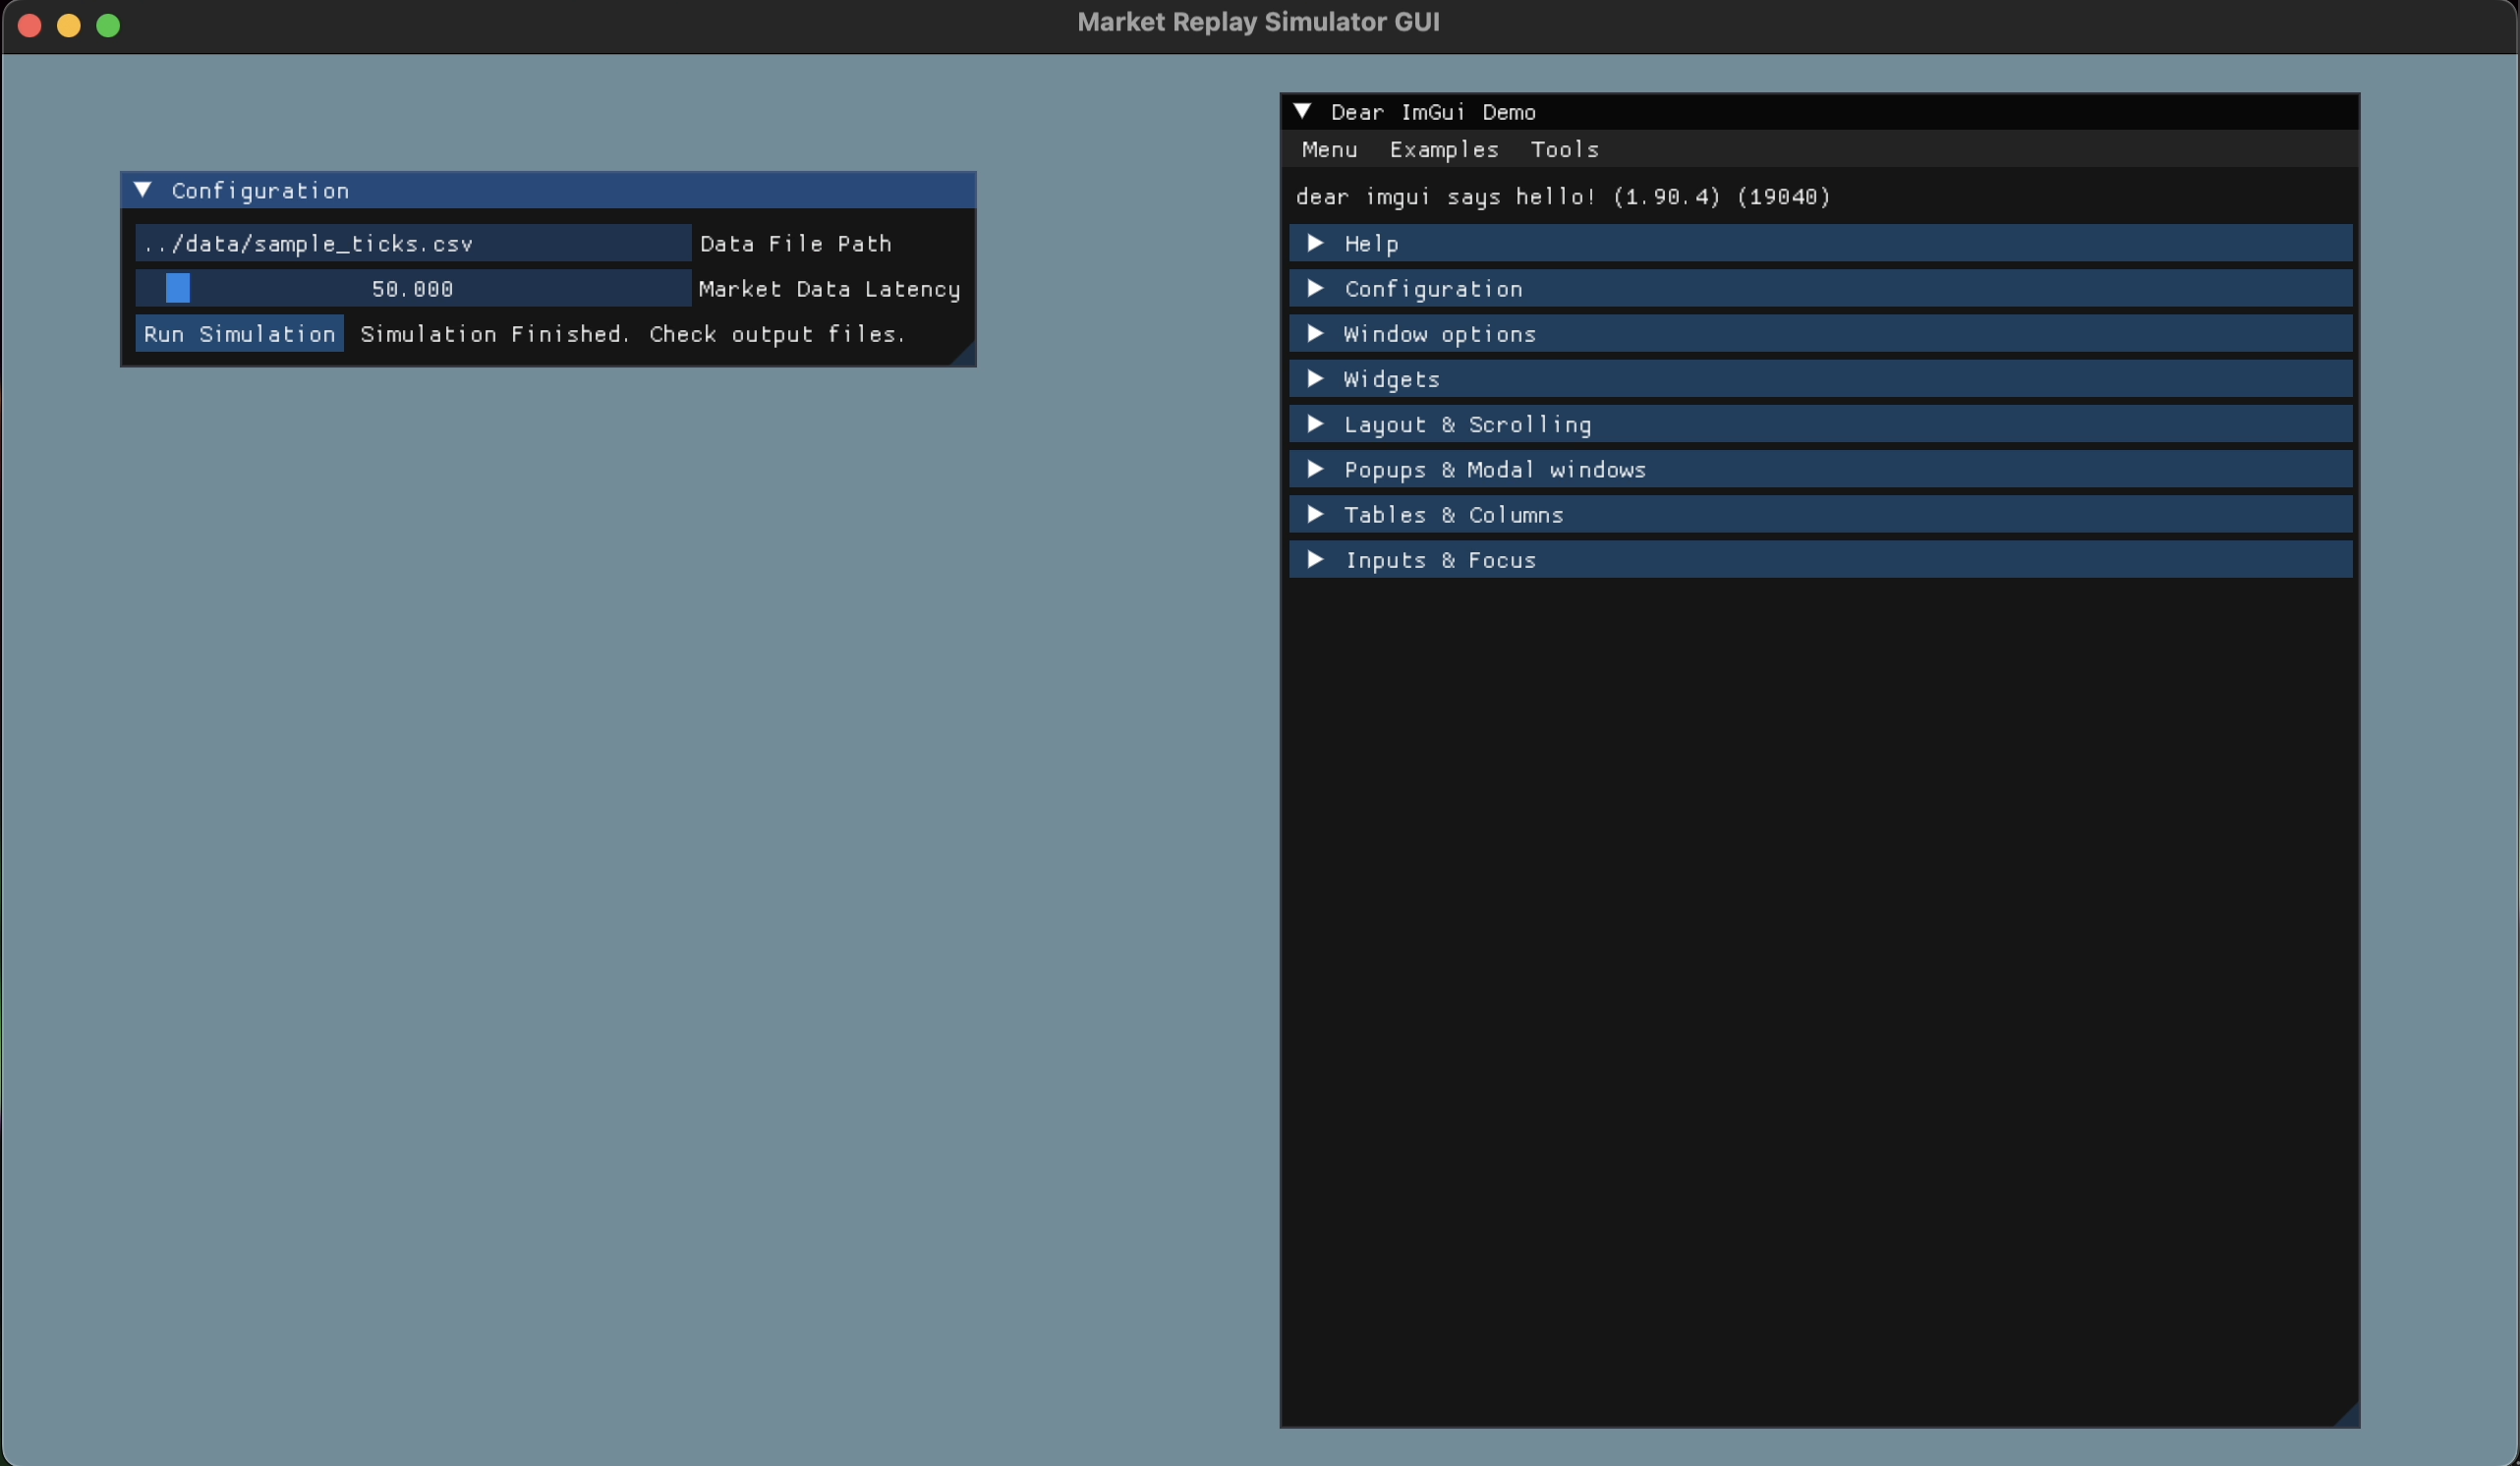 Market Replay Simulator GUI
Configuration
../data/sample_ticks.csv Data File Path
50.000 Market Data Latency
Run Simulation Simulation Finished. Check output files.
Dear ImGui Demo
Menu Examples Tools
dear imgui says hello! (1.90.4) (19040)
Help
Configuration
Window options
Widgets
Layout & Scrolling
Popups & Modal windows
Tables & Columns
Inputs & Focus